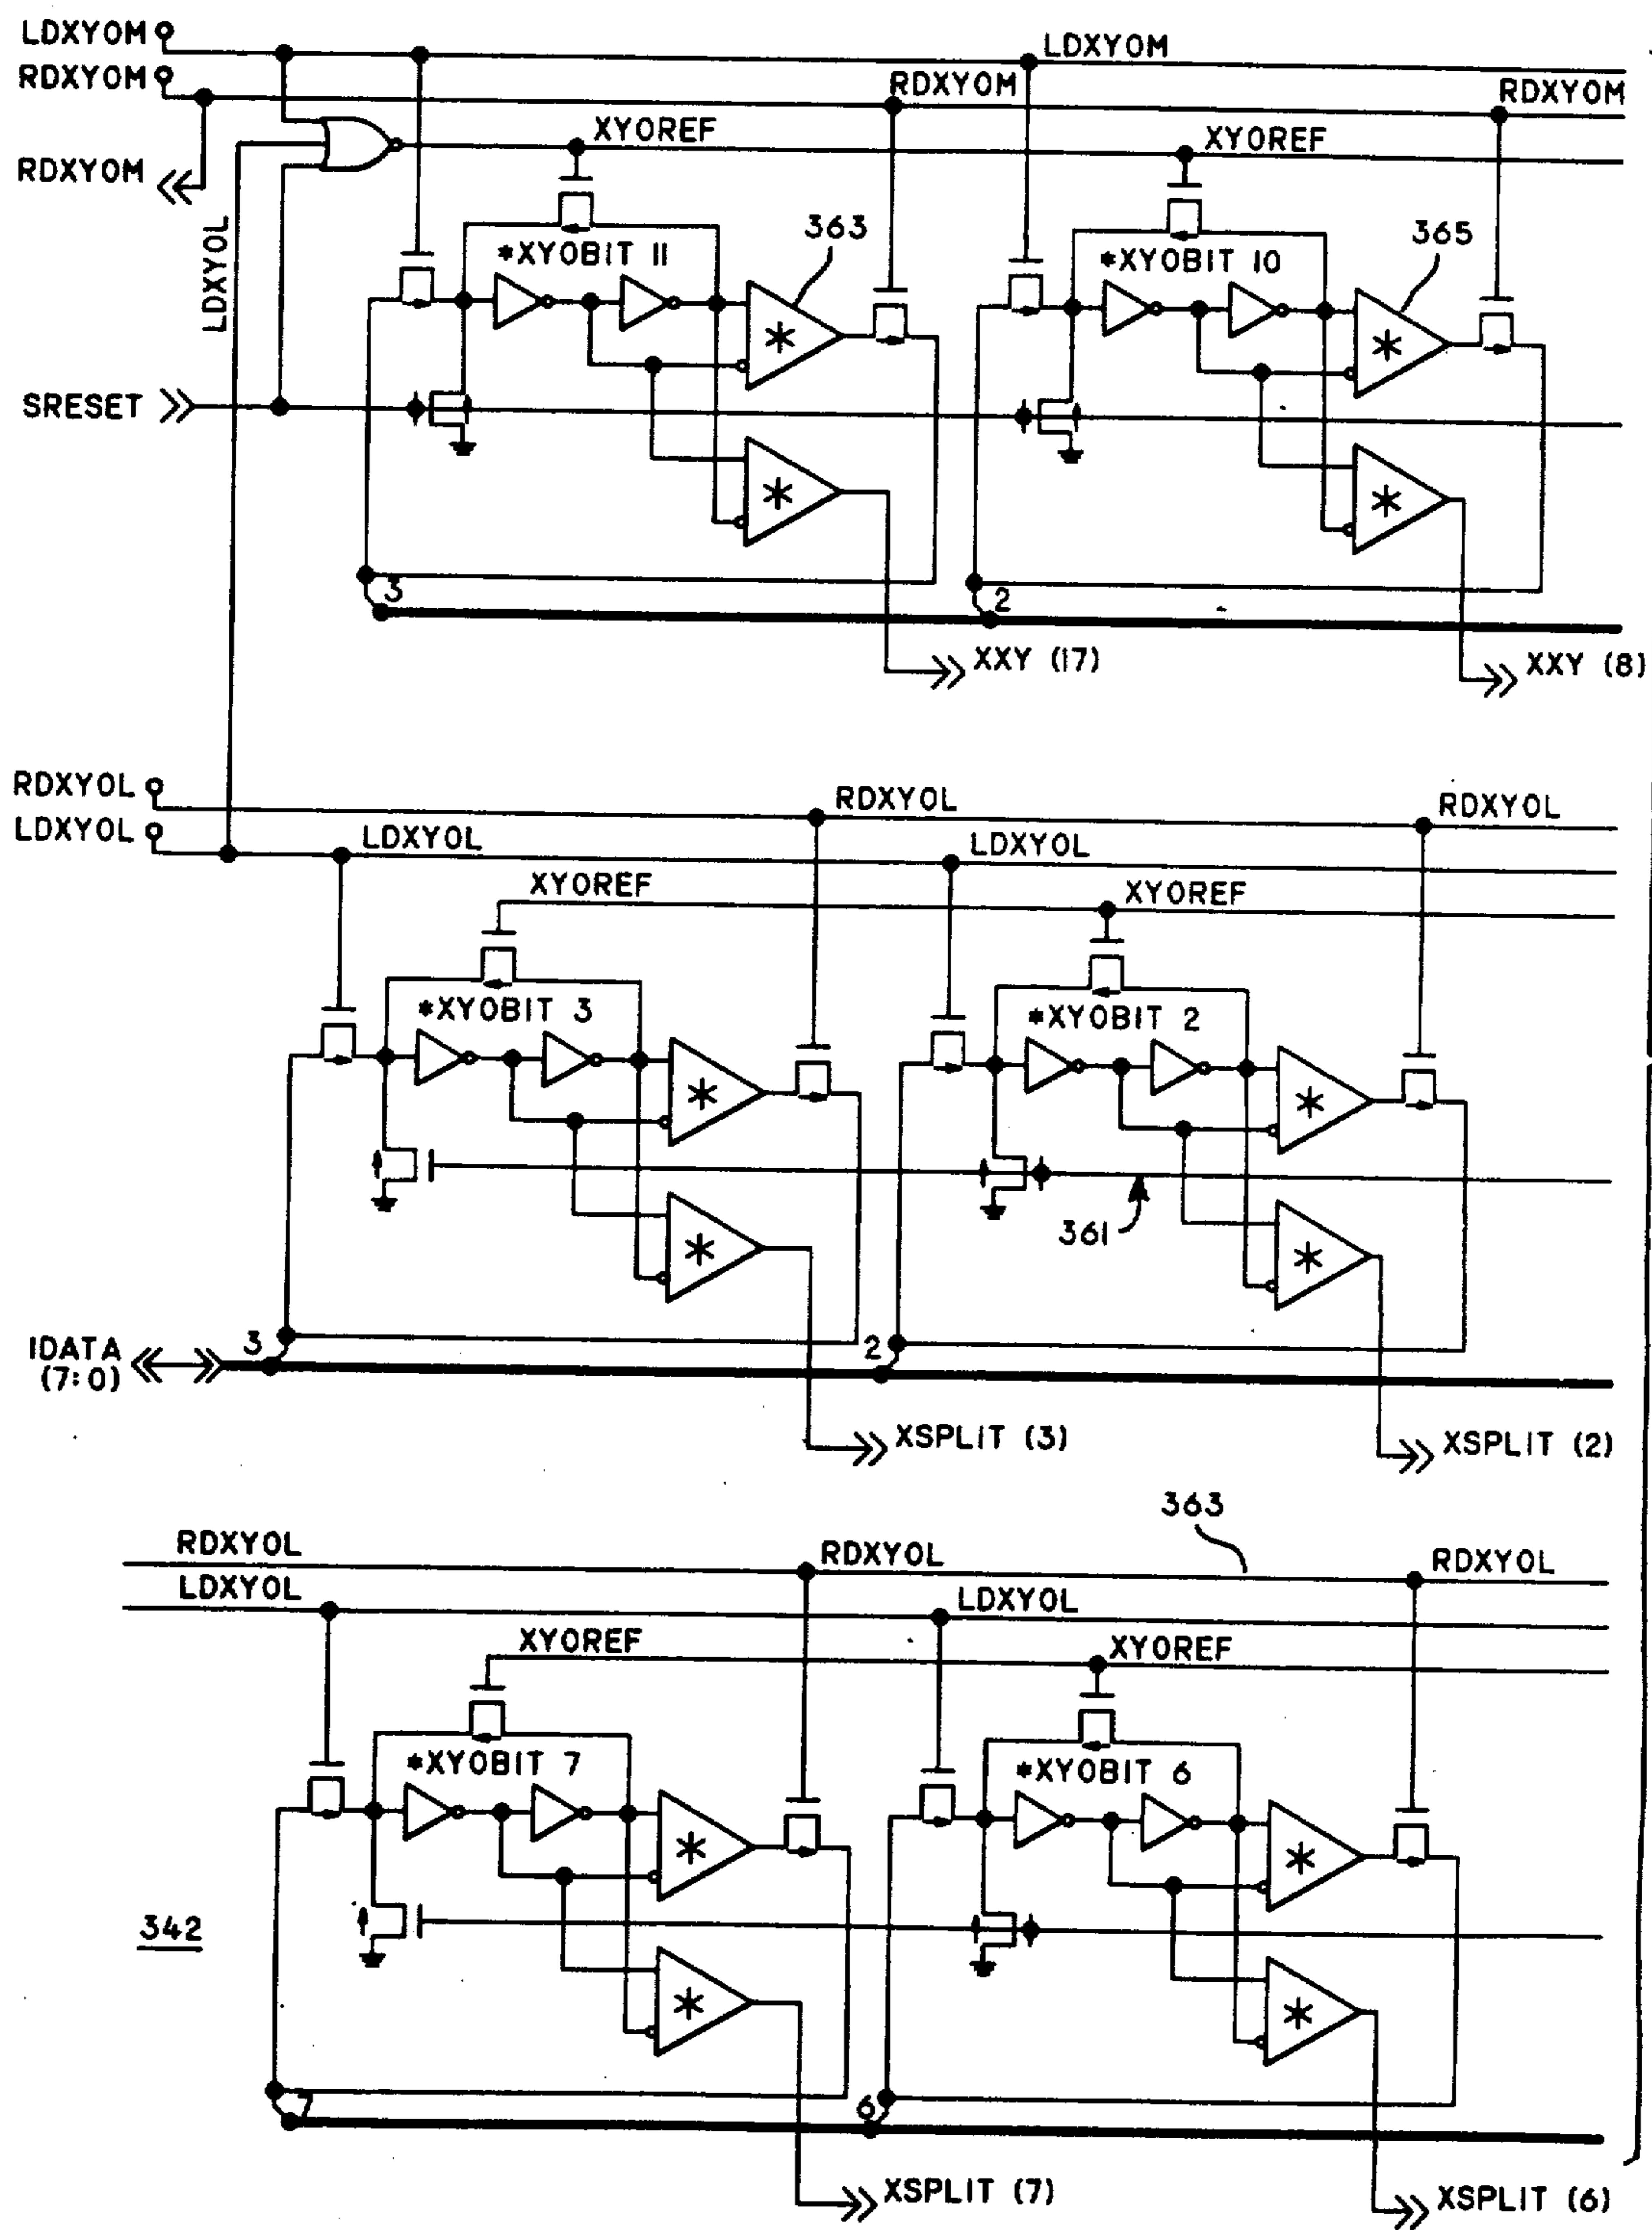 LDXYOM
LDXYOM
RDXYOM
RDXYOM
RDXYOM
XYOREF
XYOREF
RDXYOM
LDXYOL
*XYOBIT 11
363
*XYOBIT 10
365
*
*
SRESET
*
*
3
2
XXY (17)
XXY (8)
RDXYOL
RDXYOL
RDXYOL
LDXYOL
LDXYOL
LDXYOL
XYOREF
XYOREF
*XYOBIT 3
*XYOBIT 2
*
*
361
*
*
IDATA
(7:0)
3
2
XSPLIT (3)
XSPLIT (2)
363
RDXYOL
RDXYOL
RDXYOL
LDXYOL
LDXYOL
XYOREF
XYOREF
*XYOBIT 7
*XYOBIT 6
*
*
342
*
*
7
6
XSPLIT (7)
XSPLIT (6)